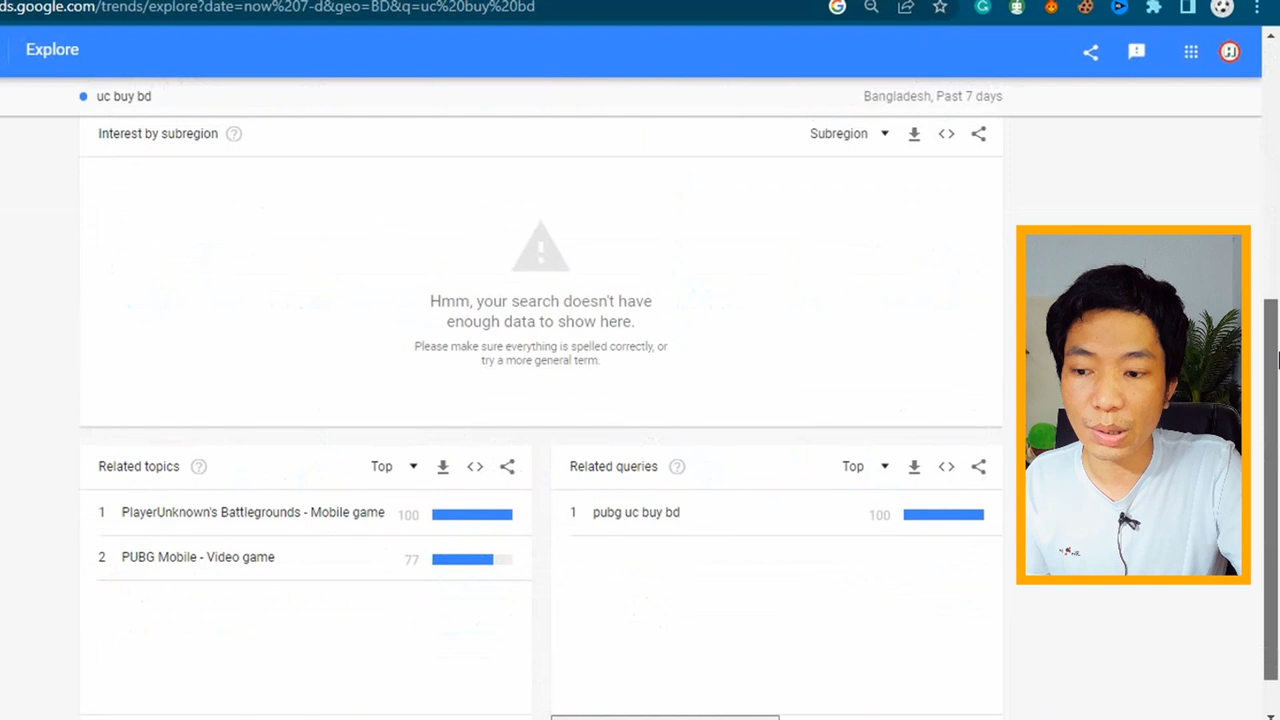 ds.google.com/trends/explore?date=now%207-d&geo=BD&q=uc%20buy%20bd
Explore
uc buy bd
Bangladesh, Past 7 days
Interest by subregion
Subregion
Hmm, your search doesn't have
enough data to show here.
Please make sure everything is spelled correctly, or
try a more general term.
Related topics
Top
Related queries
Top
1 PlayerUnknown's Battlegrounds - Mobile game 100
2 PUBG Mobile - Video game 77
1 pubg uc buy bd 100